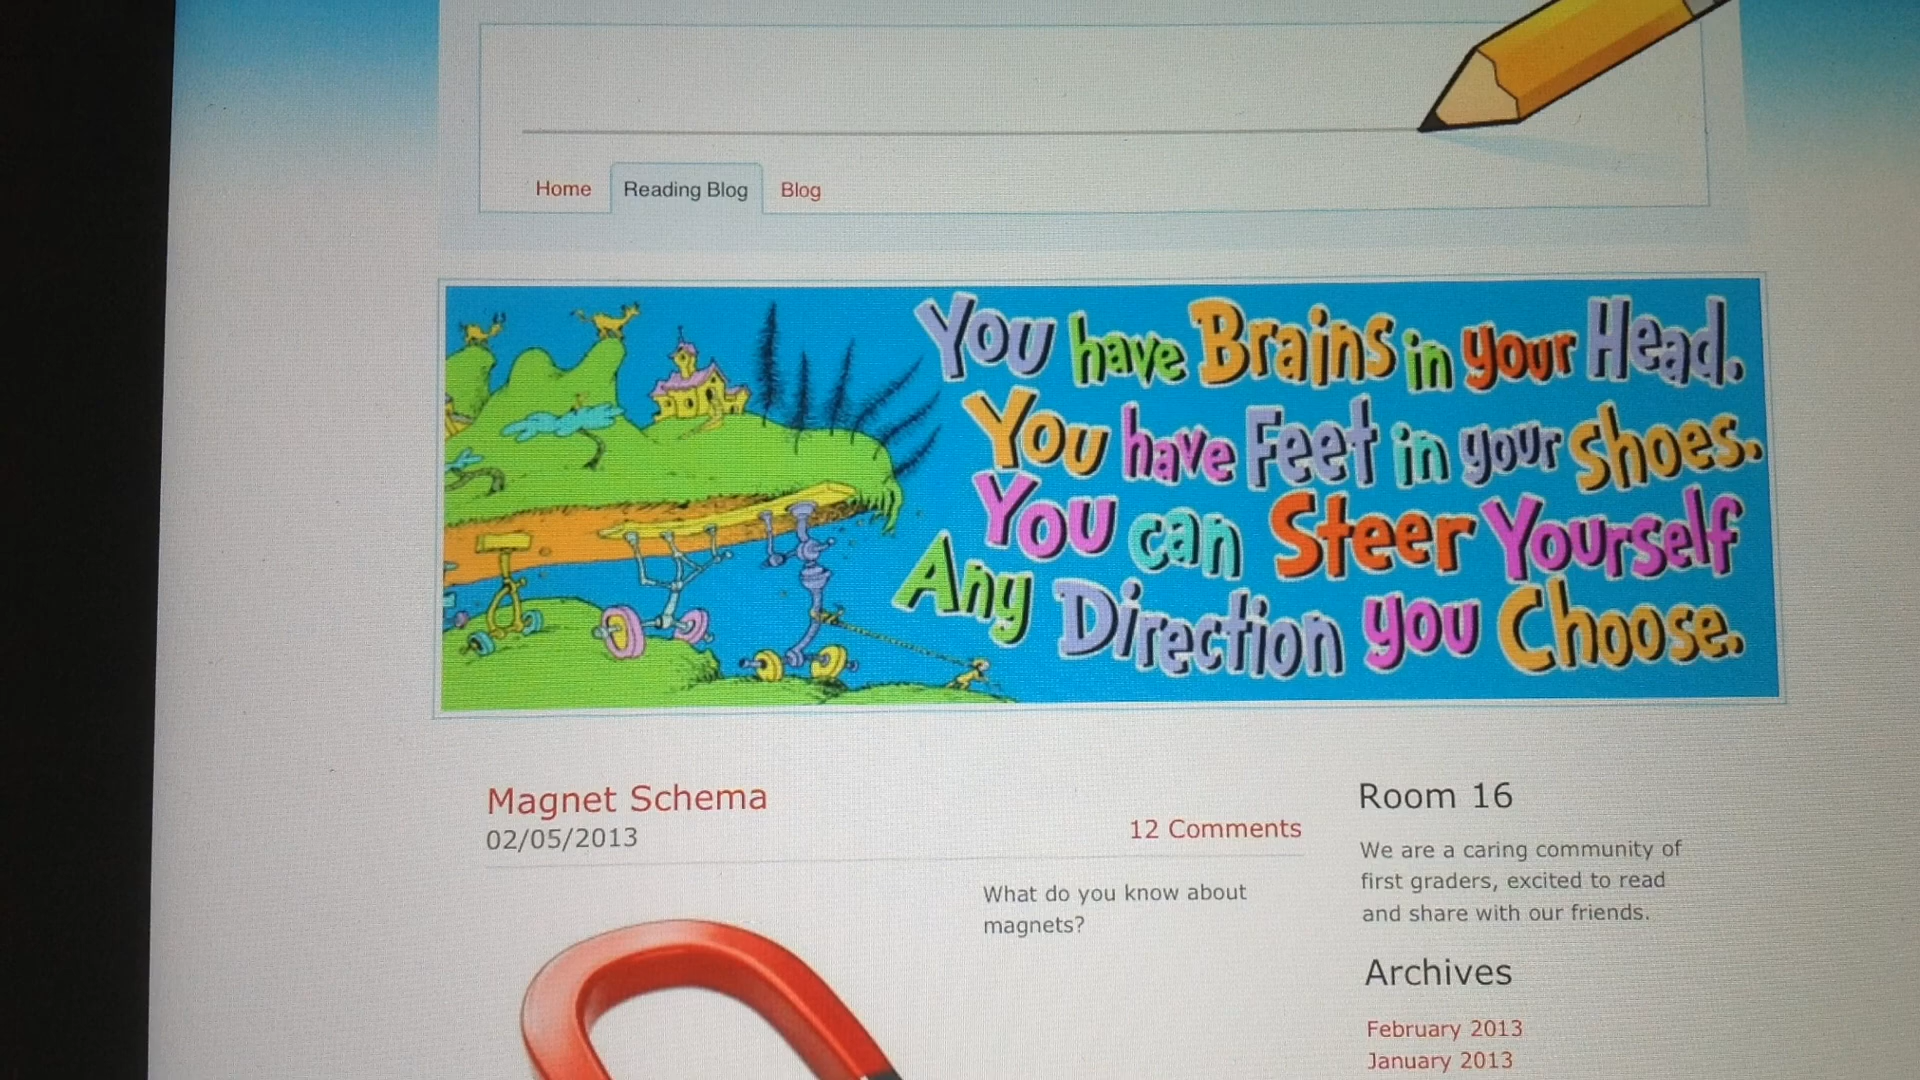 Home Reading Blog Blog
You have Brains in your Head.
You have Feet in your Shoes.
You can Steer Yourself
Any Direction you Choose.
Magnet Schema
02/05/2013
12 Comments
What do you know about
magnets?
Room 16
We are a caring community of
first graders, excited to read
and share with our friends.
Archives
February 2013
January 2013